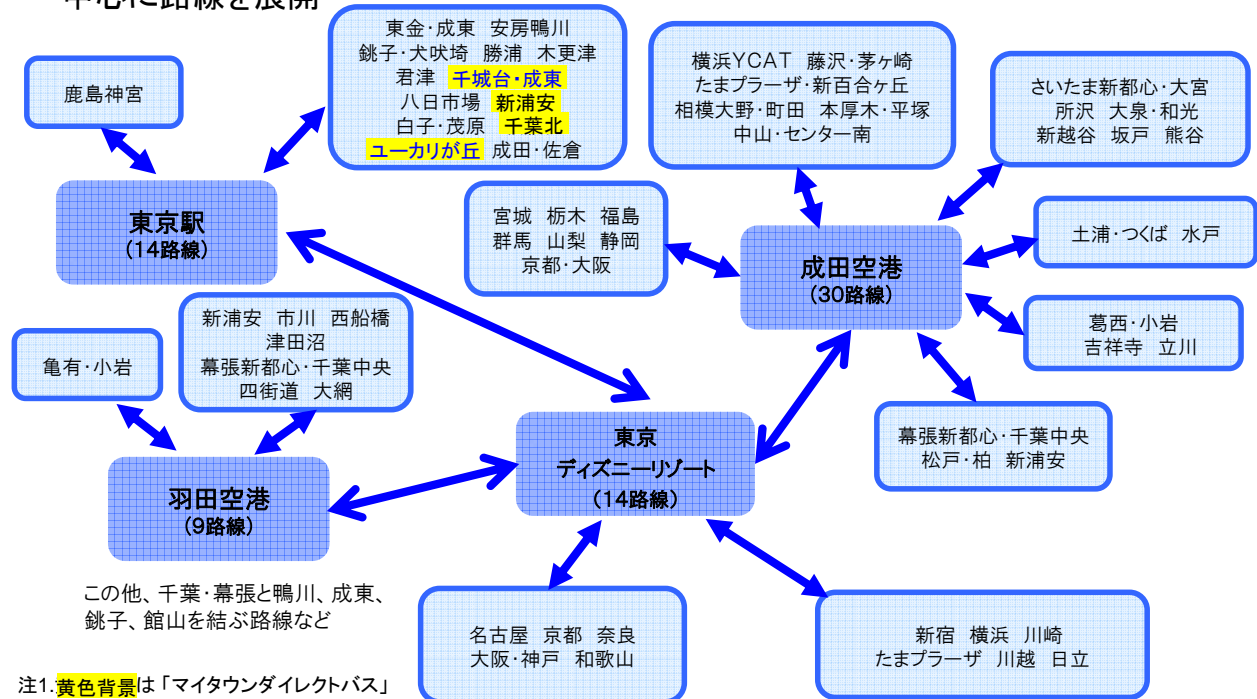 中心に路線を展開
東金・成東 安房鴨川
銚子・犬吠埼 勝浦 木更津
君津 千城台・成東
八日市場 新浦安
白子・茂原 千葉北
ユーカリが丘 成田・佐倉
鹿島神宮
東京駅
(14路線)
横浜YCAT 藤沢・茅ヶ崎
たまプラーザ・新百合ヶ丘
相模大野・町田 本厚木・平塚
中山・センター南
さいたま新都心・大宮
所沢 大泉・和光
新越谷 坂戸 熊谷
宮城 栃木 福島
群馬 山梨 静岡
京都・大阪
成田空港
(30路線)
土浦・つくば 水戸
葛西・小岩
吉祥寺 立川
幕張新都心・千葉中央
松戸・柏 新浦安
新浦安 市川 西船橋
津田沼
幕張新都心・千葉中央
四街道 大網
亀有・小岩
羽田空港
(9路線)
東京
ディズニーリゾート
(14路線)
この他、千葉・幕張と鴨川、成東、
銚子、館山を結ぶ路線など
名古屋 京都 奈良
大阪・神戸 和歌山
新宿 横浜 川崎
たまプラーザ 川越 日立
注1.黄色背景は「マイタウンダイレクトバス」